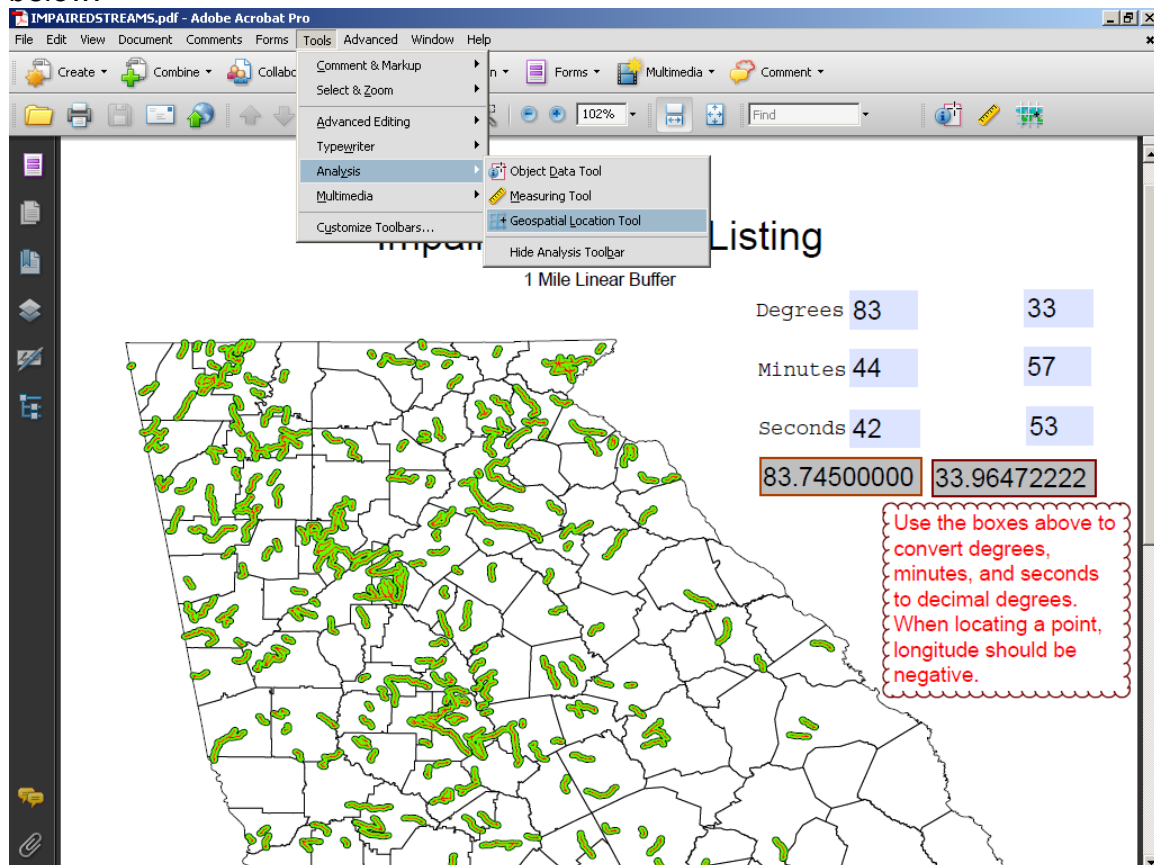 below.
IMPAIREDSTREAMS.pdf - Adobe Acrobat Pro
File Edit View Document Comments Forms Tools Advanced Window Help
Create Combine Forms Multimedia Comment
Comment & Markup
Select & Zoom
102% Find
Advanced Editing
Typewriter
Analysis
Object Data Tool
Multimedia
Measuring Tool
Geospatial Location Tool
Customize Toolbars...
Hide Analysis Toolbar
Listing
1 Mile Linear Buffer
Degrees 83 33
Minutes 44 57
Seconds 42 53
83.74500000 33.96472222
Use the boxes above to
convert degrees,
minutes, and seconds
to decimal degrees.
When locating a point,
longitude should be
negative.